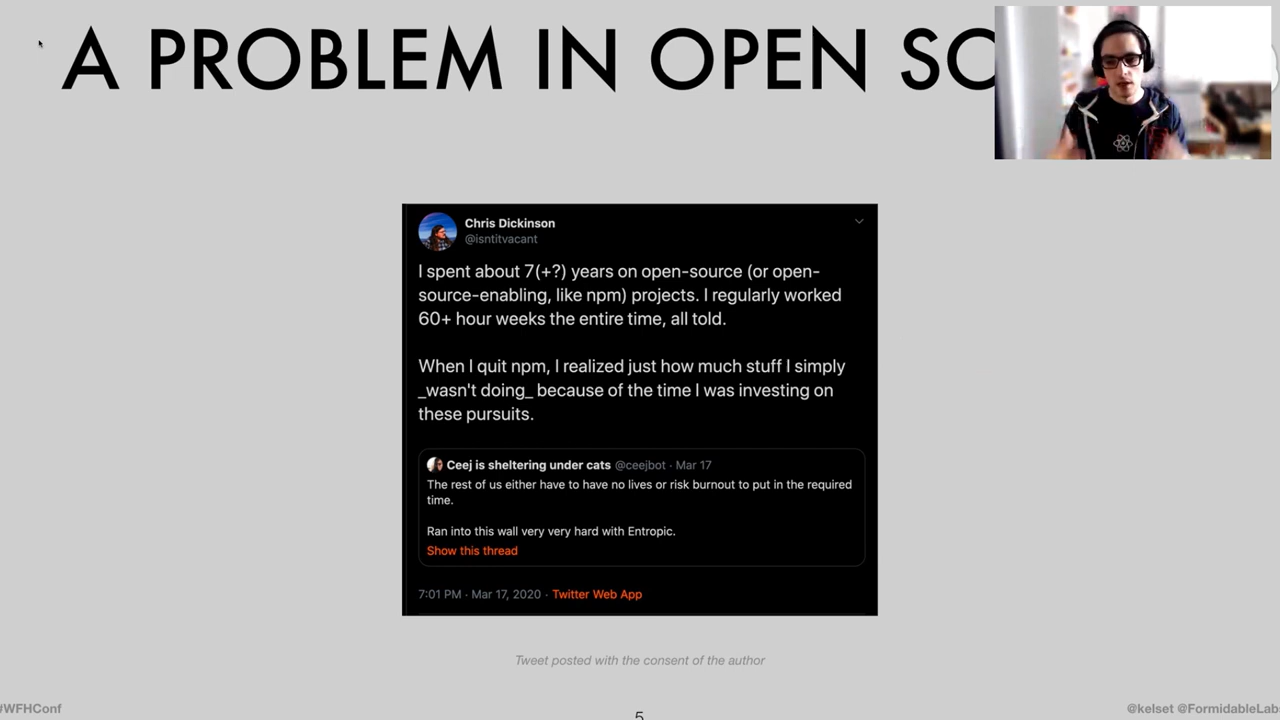 A PROBLEM IN OPEN SO
Chris Dickinson
@isntitvacant
I spent about 7(+?) years on open-source (or open-
source-enabling, like npm) projects. I regularly worked
60+ hour weeks the entire time, all told.
When I quit npm, I realized just how much stuff I simply
_wasn't doing_ because of the time I was investing on
these pursuits.
Ceej is sheltering under cats @ceejbot · Mar 17
The rest of us either have to have no lives or risk burnout to put in the required
time.
Ran into this wall very very hard with Entropic.
Show this thread
7:01 PM · Mar 17, 2020 · Twitter Web App
Tweet posted with the consent of the author
#WFHConf
5
@kelset @FormidableLabs